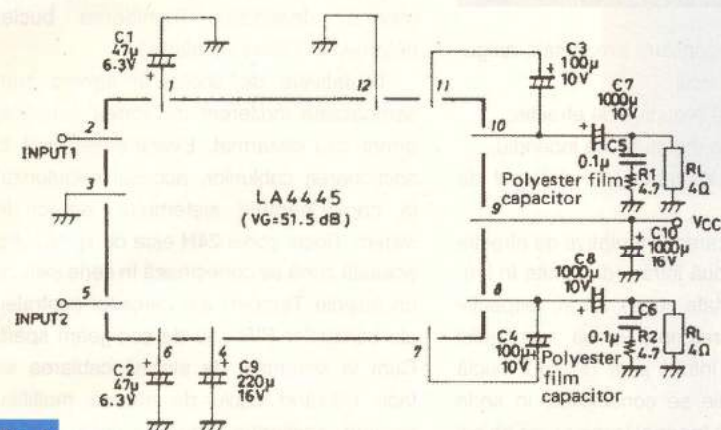 C1
47µ
6.3V
+
1
12
11
C3
+
100µ
10V
C7
1000µ
10V
2
INPUT1
10
+
C5
0.1µ
R1
4.7
RL
4Ω
Polyester film
capacitor
3
LA4445
(VG=51.5 dB)
9
VCC
+
C10
1000µ
16V
C8
1000µ
10V
5
INPUT2
8
+
C6
0.1µ
R2
4.7
RL
4Ω
6
4
7
+
C2
47µ
6.3V
+
C9
220µ
16V
C4
100µ
10V
+
Polyester
film
capacitor